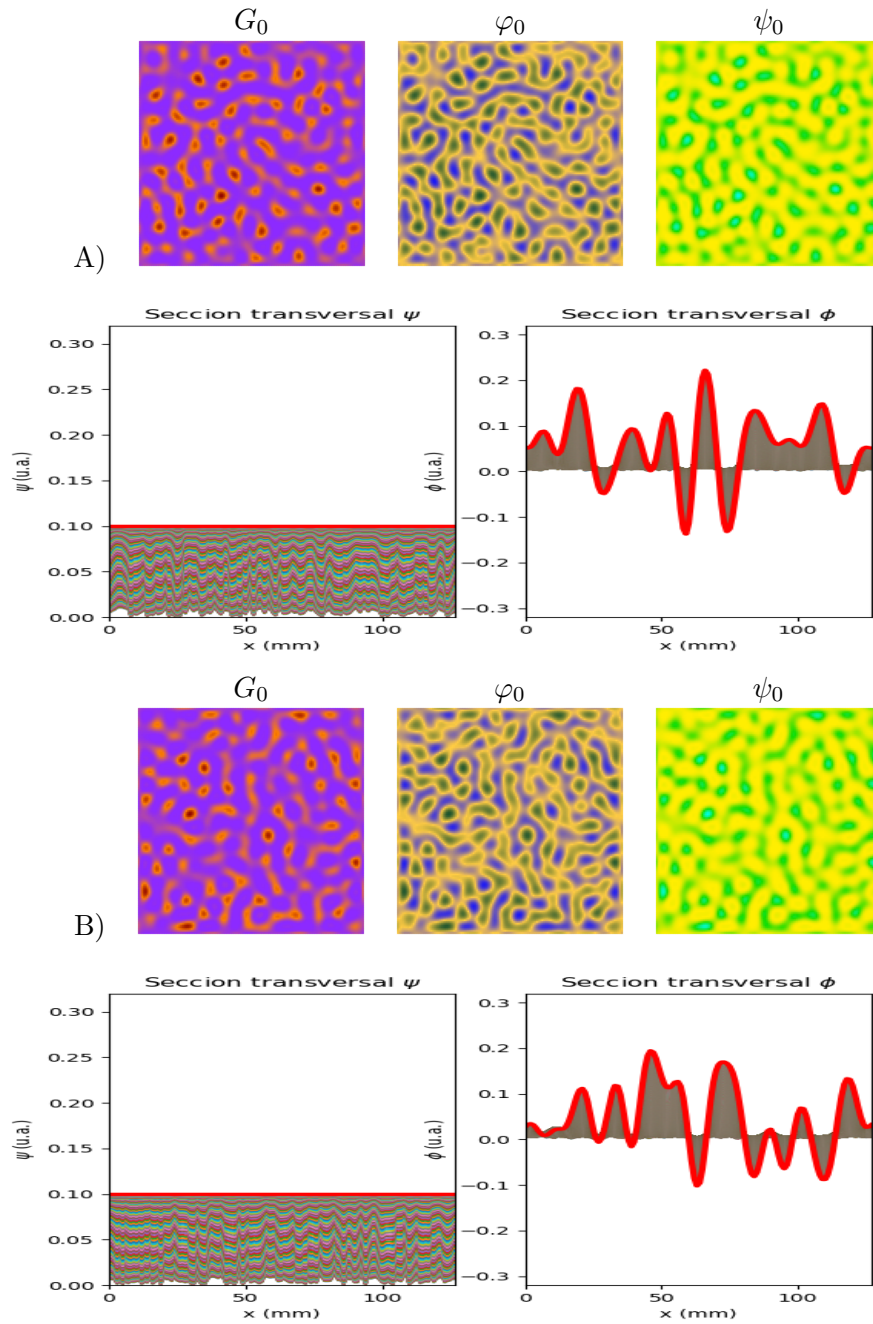 G₀ φ₀ ψ₀
A)
Seccion transversal ψ Seccion transversal ϕ
0.30
0.25
0.20
0.15
0.10
0.05
0.00
ψ (u.a.)
0 50 100
x (mm)
0.3
0.2
0.1
0.0
−0.1
−0.2
−0.3
ϕ (u.a.)
0 50 100
x (mm)
G₀ φ₀ ψ₀
B)
Seccion transversal ψ Seccion transversal ϕ
0.30
0.25
0.20
0.15
0.10
0.05
0.00
ψ (u.a.)
0 50 100
x (mm)
0.3
0.2
0.1
0.0
−0.1
−0.2
−0.3
ϕ (u.a.)
0 50 100
x (mm)